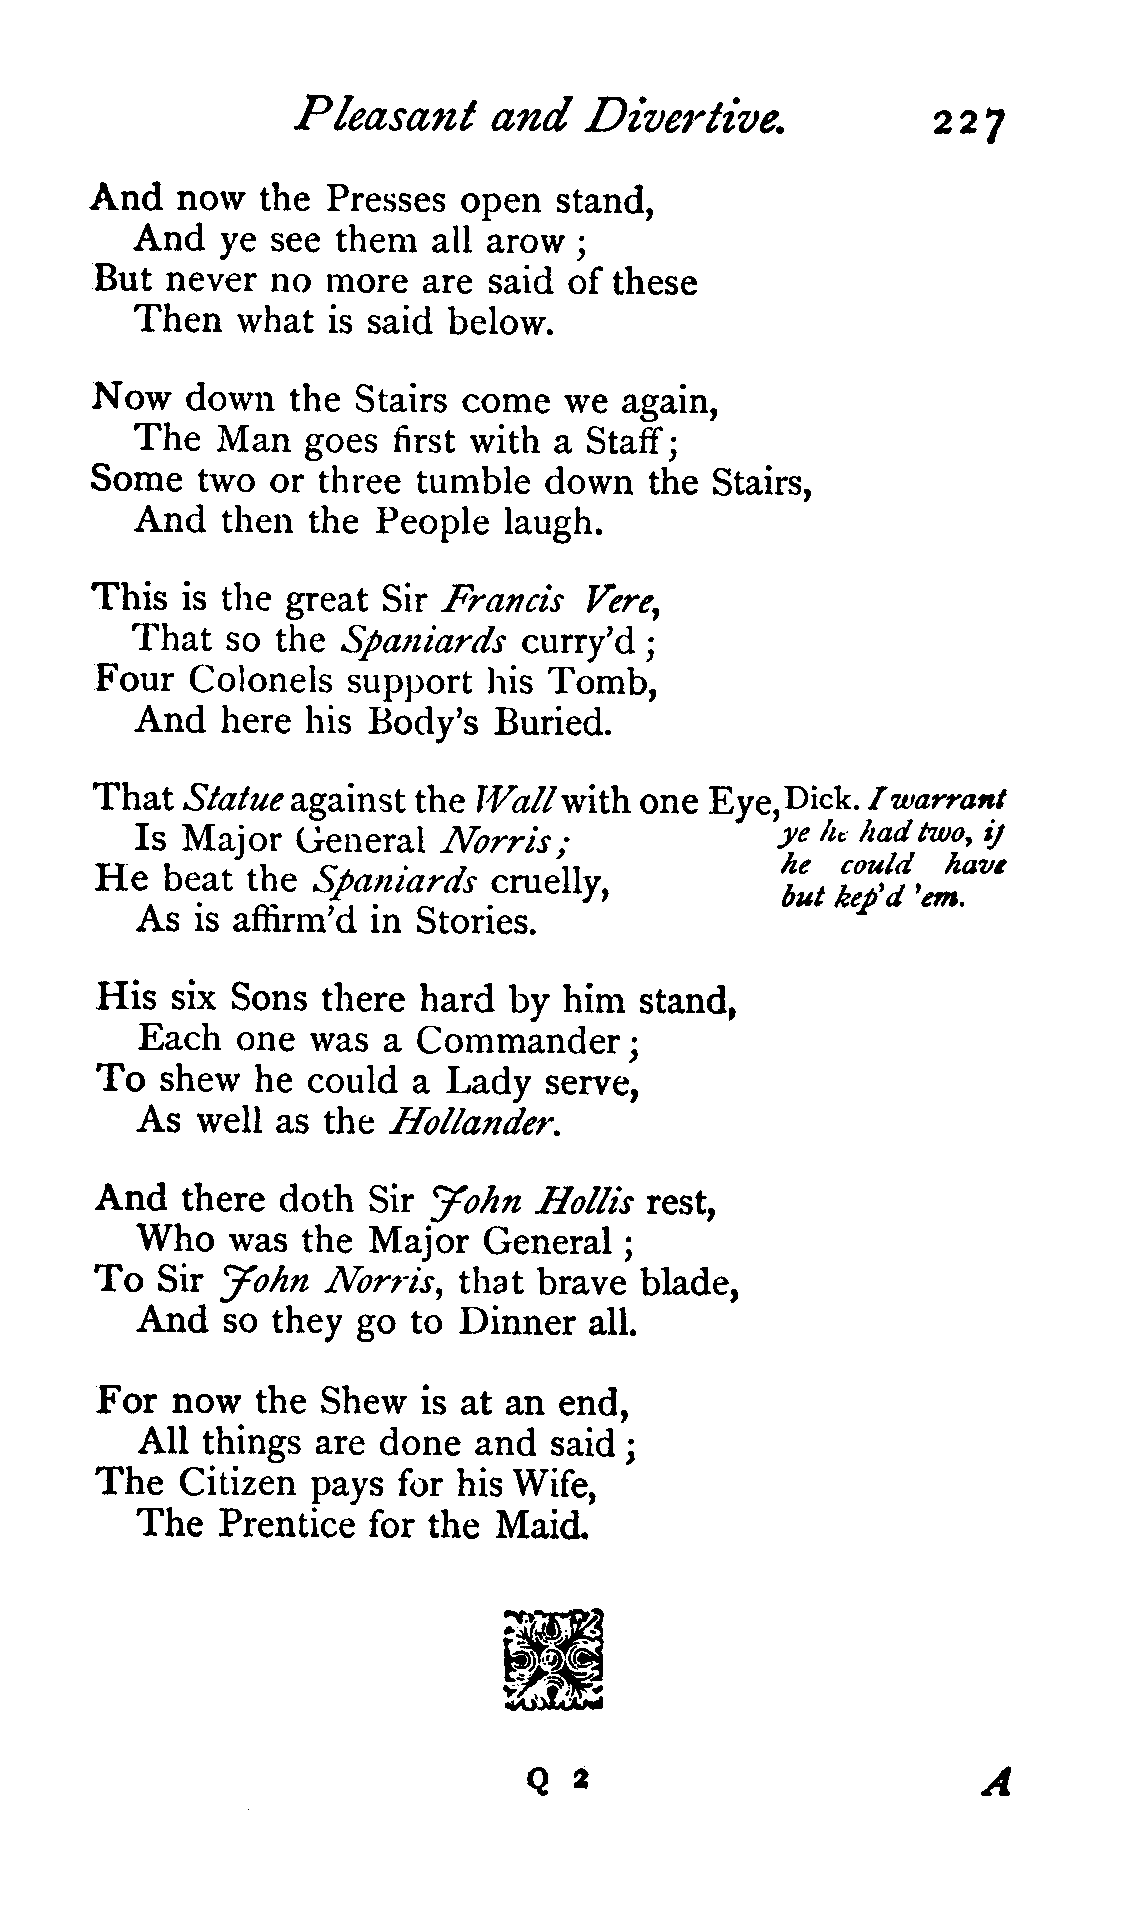 Pleasant and Divertive. 227
And now the Presses open stand,
And ye see them all arow ;
But never no more are said of these
Then what is said below.
Now down the Stairs come we again,
The Man goes first with a Staff ;
Some two or three tumble down the Stairs,
And then the People laugh.
This is the great Sir Francis Vere,
That so the Spaniards curry'd ;
Four Colonels support his Tomb,
And here his Body's Buried.
That Statue against the Wall with one Eye,
Is Major General Norris ;
He beat the Spaniards cruelly,
As is affirm'd in Stories.
Dick. I warrant
ye he had two, if
he could have
but kep'd 'em.
His six Sons there hard by him stand,
Each one was a Commander ;
To shew he could a Lady serve,
As well as the Hollander.
And there doth Sir John Hollis rest,
Who was the Major General ;
To Sir John Norris, that brave blade,
And so they go to Dinner all.
For now the Shew is at an end,
All things are done and said ;
The Citizen pays for his Wife,
The Prentice for the Maid.
Q 2
A